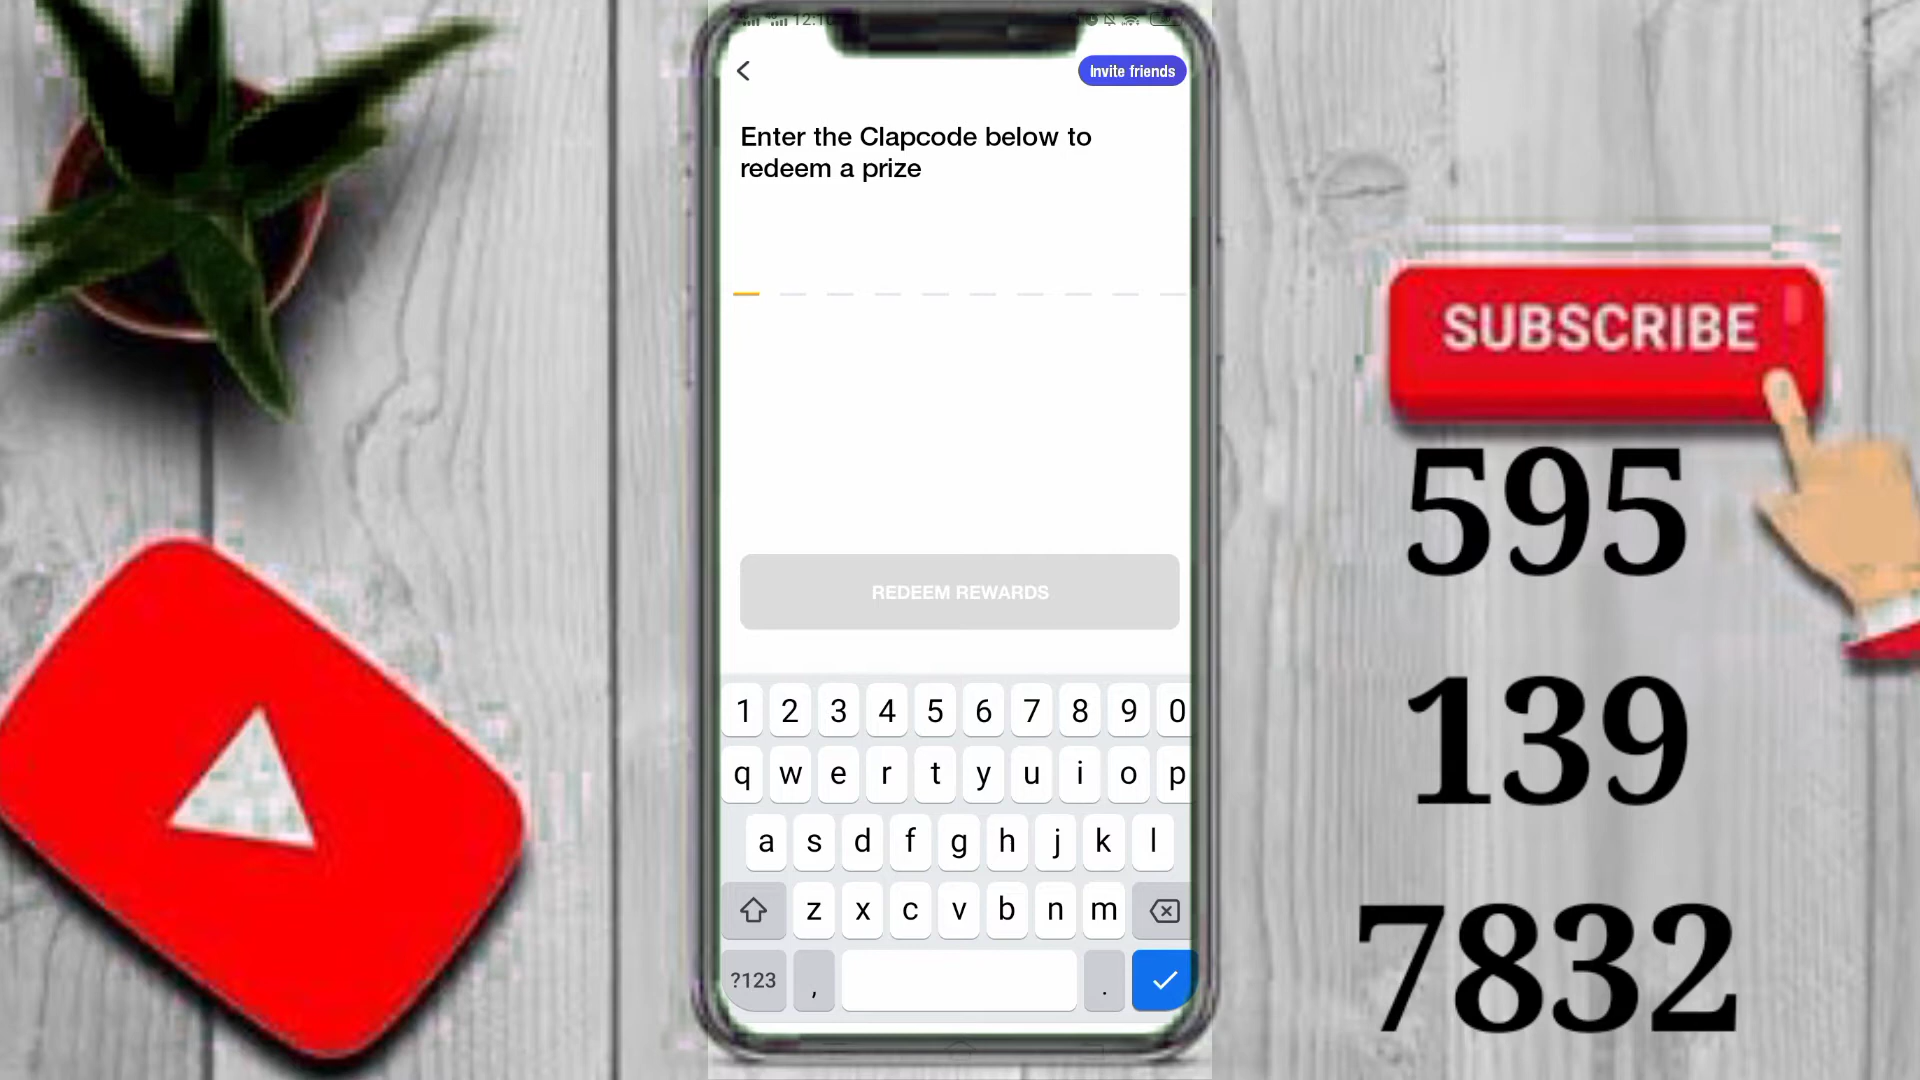 Invite friends
Enter the Clapcode below to
redeem a prize
REDEEM REWARDS
1 2 3 4 5 6 7 8 9 0
q w e r t y u i o p
a s d f g h j k l
z x c v b n m
?123 , .
SUBSCRIBE
595
139
7832